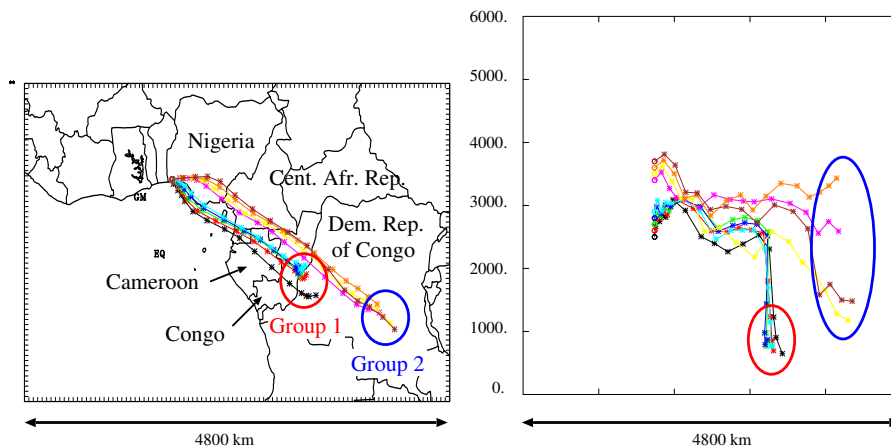 Nigeria
Cent. Afr. Rep.
GM
Dem. Rep.
of Congo
EQ
Cameroon
Congo
Group 1
Group 2
4800 km
6000.
5000.
4000.
3000.
2000.
1000.
0.
4800 km